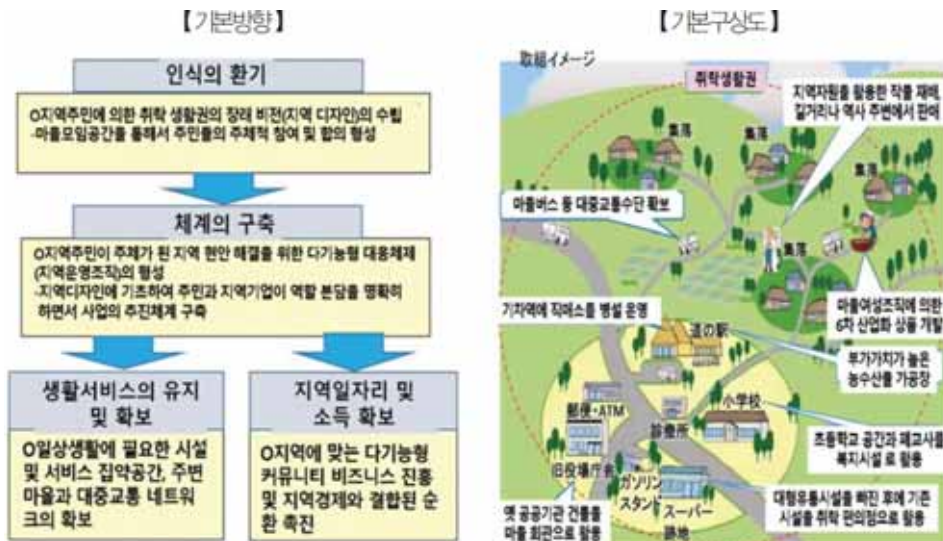 【기본방향】
인식의 환기
O지역주민에 의한 취락 생활권의 장래 비전(지역 디자인)의 수립
-마을모임공간을 통해서 주민들의 주체적 참여 및 합의 형성
체계의 구축
O지역주민이 주체가 된 지역 현안 해결을 위한 다기능형 대응체제
(지역운영조직)의 형성
-지역디자인에 기초하여 주민과 지역기업이 역할 분담을 명확히
하면서 사업의 추진체계 구축
생활서비스의 유지
및 확보
O일상생활에 필요한 시설
및 서비스 집약공간, 주변
마을과 대중교통 네트워
크의 확보
지역일자리 및
소득 확보
O지역에 맞는 다기능형
커뮤니티 비즈니스 진흥
및 지역경제와 결합된 순
환 촉진
【기본구상도】
取組イメージ
취락생활권
지역자원을 활용한 작물 재배,
길거리나 역사 주변에서 판매
集落
集落
集落
마을버스 등 대중교통수단 확보
集落
마을여성조직에 의한
6차 산업화 상품 개발
기차역에 직매소를 병설 운영
道の駅
부가가치가 높은
농수산물 가공장
郵便・ATM
小学校
診療所
초등학교 공간과 폐교사를
복지시설 로 활용
旧役場庁舎
ガソリン
スタンド
スーパー
跡地
대형유통시설을 빠진 후에 기존
시설을 취락 편의점으로 활용
옛 공공기관 건물을
마을 회관으로 활용